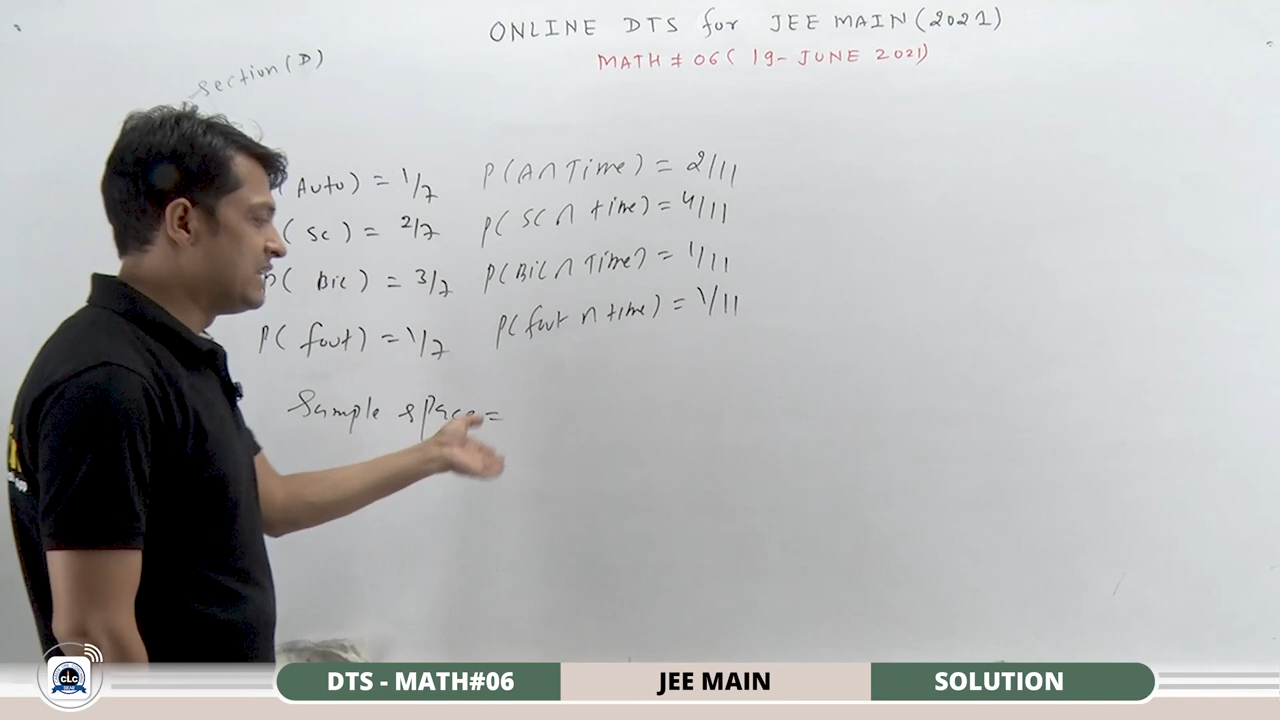 ONLINE DTS for JEE MAIN (2021)
MATH # 06 ( 19- JUNE 2021)
Section (D)
(Auto) = 1/7 P(A∩Time) = 2/11
( Sc ) = 2/7 P( SC ∩ time) = 4/11
P( Bic ) = 3/7 P(Bic ∩ Time) = 1/11
P( foot) = 1/7 P( foot ∩ time) = 1/11
Sample space =
CLC
DTS - MATH#06 JEE MAIN SOLUTION